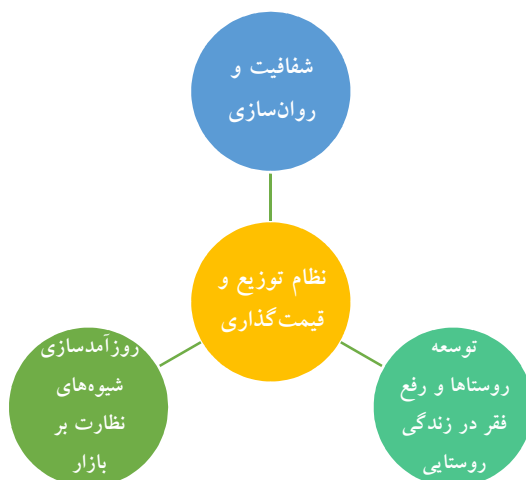 شفافیت و
روان‌سازی
نظام توزیع و
قیمت‌گذاری
توسعه
روستاها و رفع
فقر در زندگی
روستایی
روزآمدسازی
شیوه‌های
نظارت بر
بازار